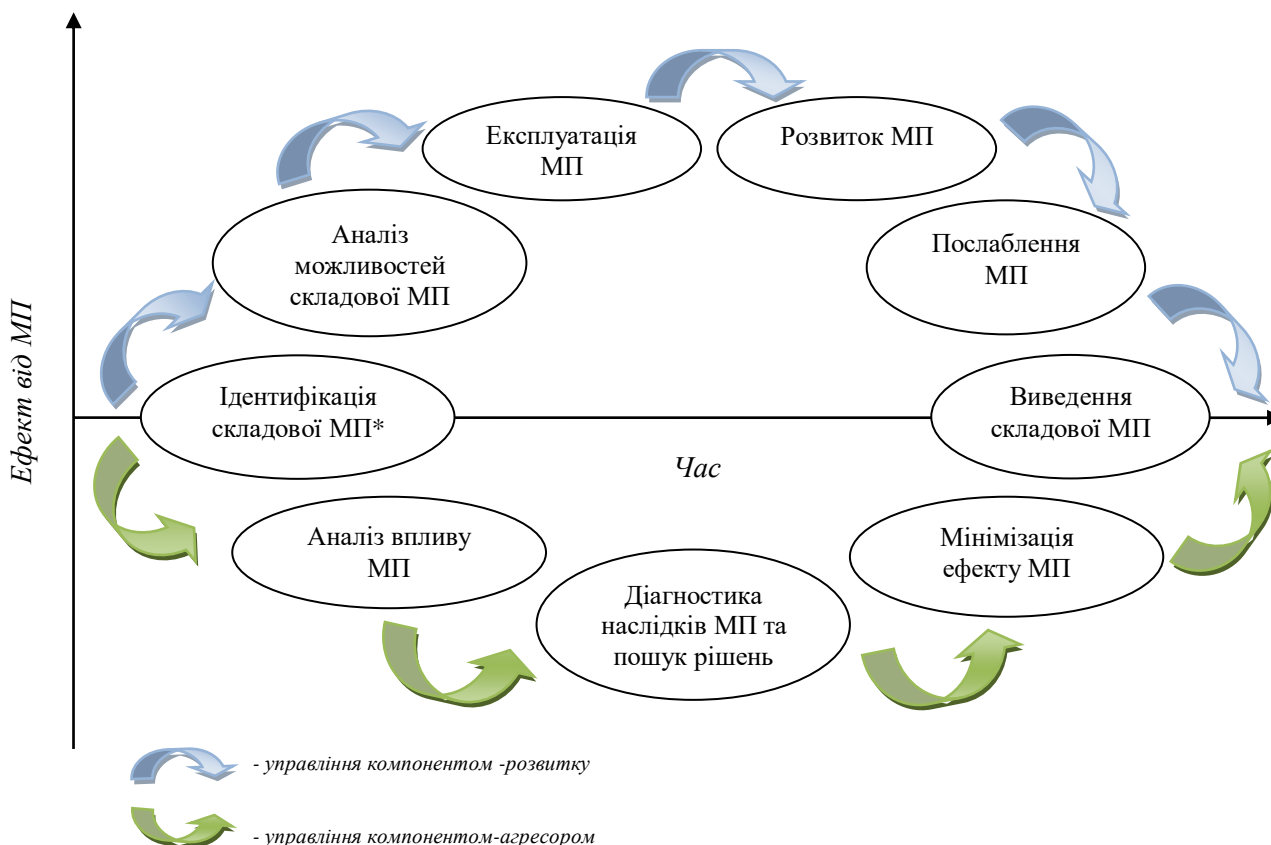 Експлуатація
МП
Розвиток МП
Аналіз
можливостей
складової МП
Послаблення
МП
Ефект від МП
Ідентифікація
складової МП*
Виведення
складової МП
Час
Аналіз впливу
МП
Мінімізація
ефекту МП
Діагностика
наслідків МП та
пошук рішень
- управління компонентом -розвитку
- управління компонентом-агресором